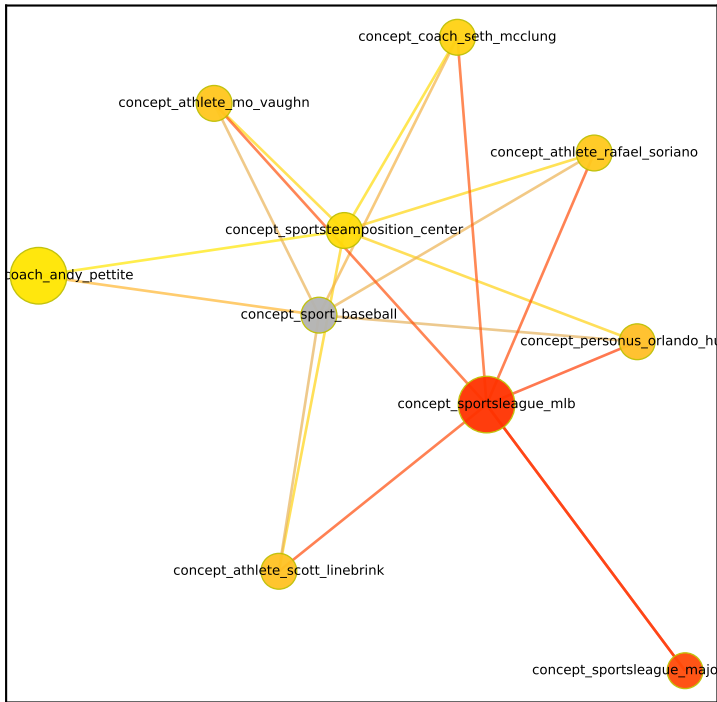 concept_coach_seth_mcclung
concept_athlete_mo_vaughn
concept_athlete_rafael_soriano
concept_sportsteamposition_center
coach_andy_pettite
concept_sport_baseball
concept_personus_orlando_hu
concept_sportsleague_mlb
concept_athlete_scott_linebrink
concept_sportsleague_majo